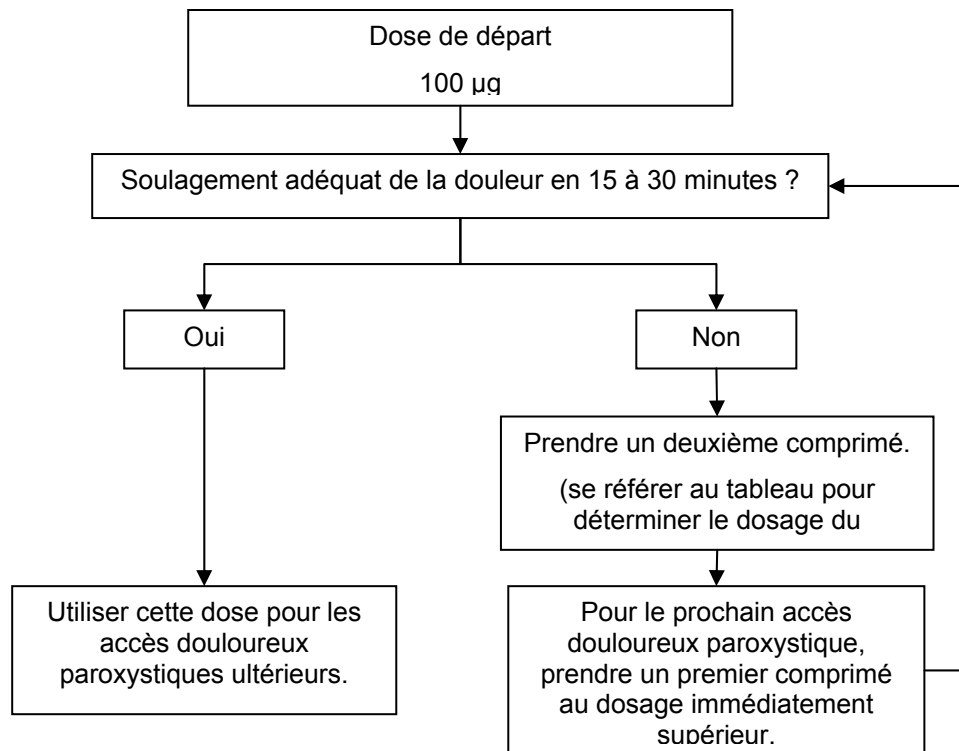 Dose de départ
100 µg
Soulagement adéquat de la douleur en 15 à 30 minutes ?
Oui
Non
Prendre un deuxième comprimé.
(se référer au tableau pour
déterminer le dosage du
Utiliser cette dose pour les
accès douloureux
paroxystiques ultérieurs.
Pour le prochain accès
douloureux paroxystique,
prendre un premier comprimé
au dosage immédiatement
supérieur.